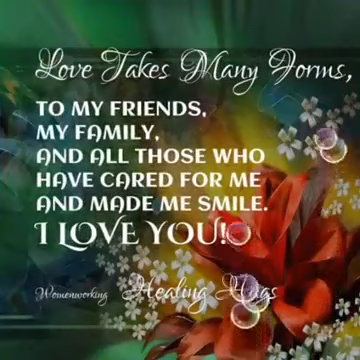 Love Takes Many Forms,
TO MY FRIENDS,
MY FAMILY,
AND ALL THOSE WHO
HAVE CARED FOR ME
AND MADE ME SMILE.
I LOVE YOU!
Womenworking Healing Hugs